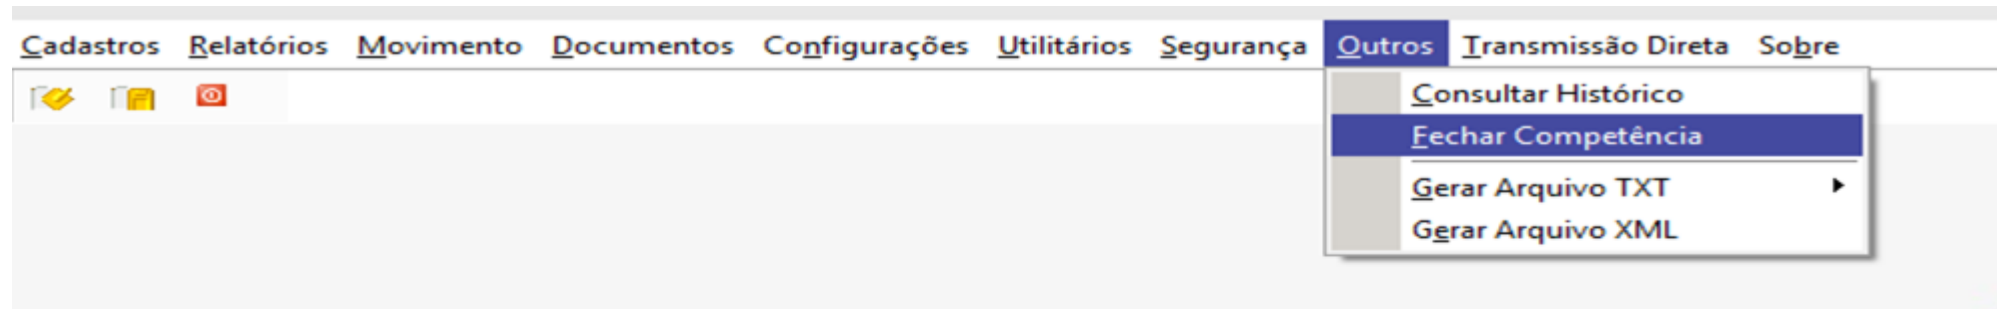 Cadastros Relatórios Movimento Documentos Configurações Utilitários Segurança Outros Transmissão Direta Sobre
Consultar Histórico
Fechar Competência
Gerar Arquivo TXT
Gerar Arquivo XML